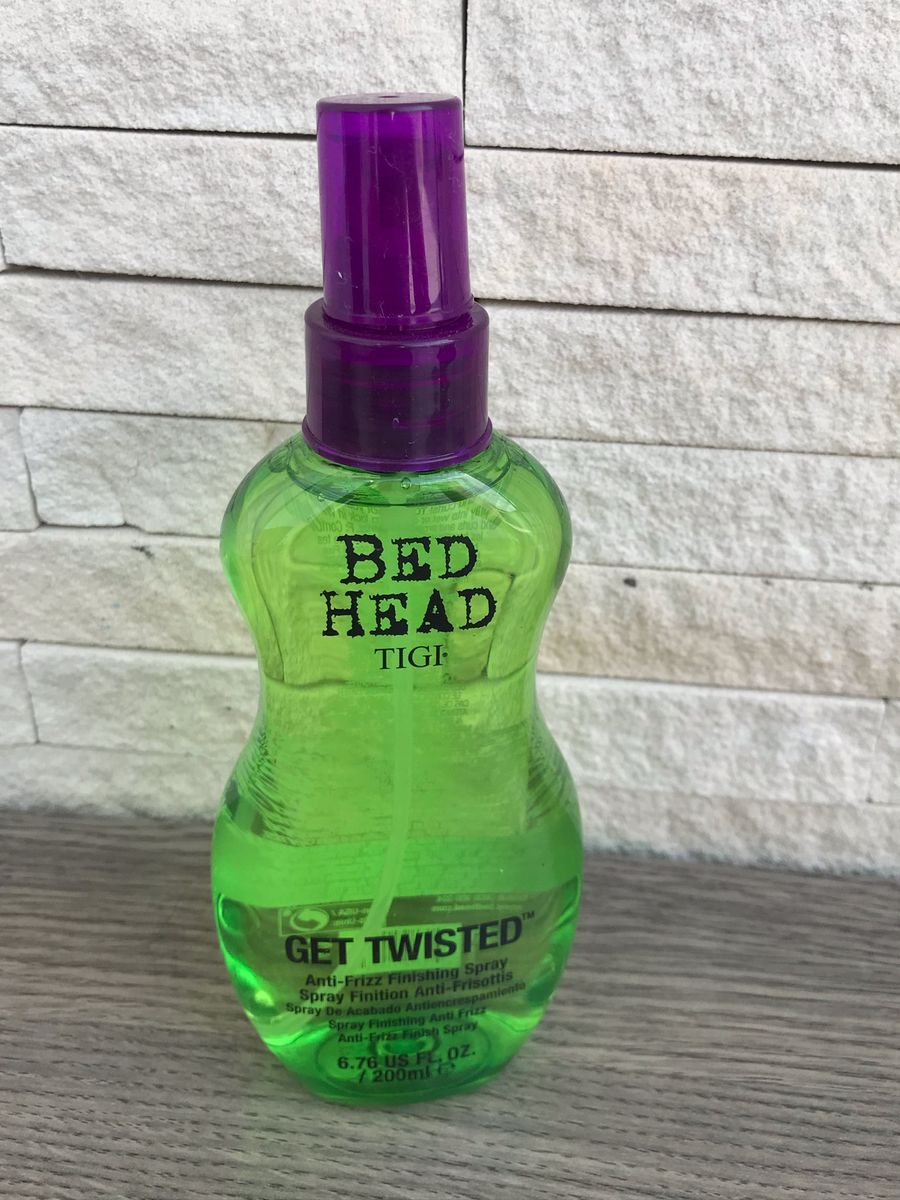 BED
HEAD
TIGI
GET TWISTED™
Anti-Frizz Finishing Spray
Spray Finition Anti-Frisottis
Spray De Acabado Antiencrespamiento
Spray Finishing Anti Frizz
Anti-Frizz Finish Spray
6.76 US FL. OZ.
/ 200ml ℮